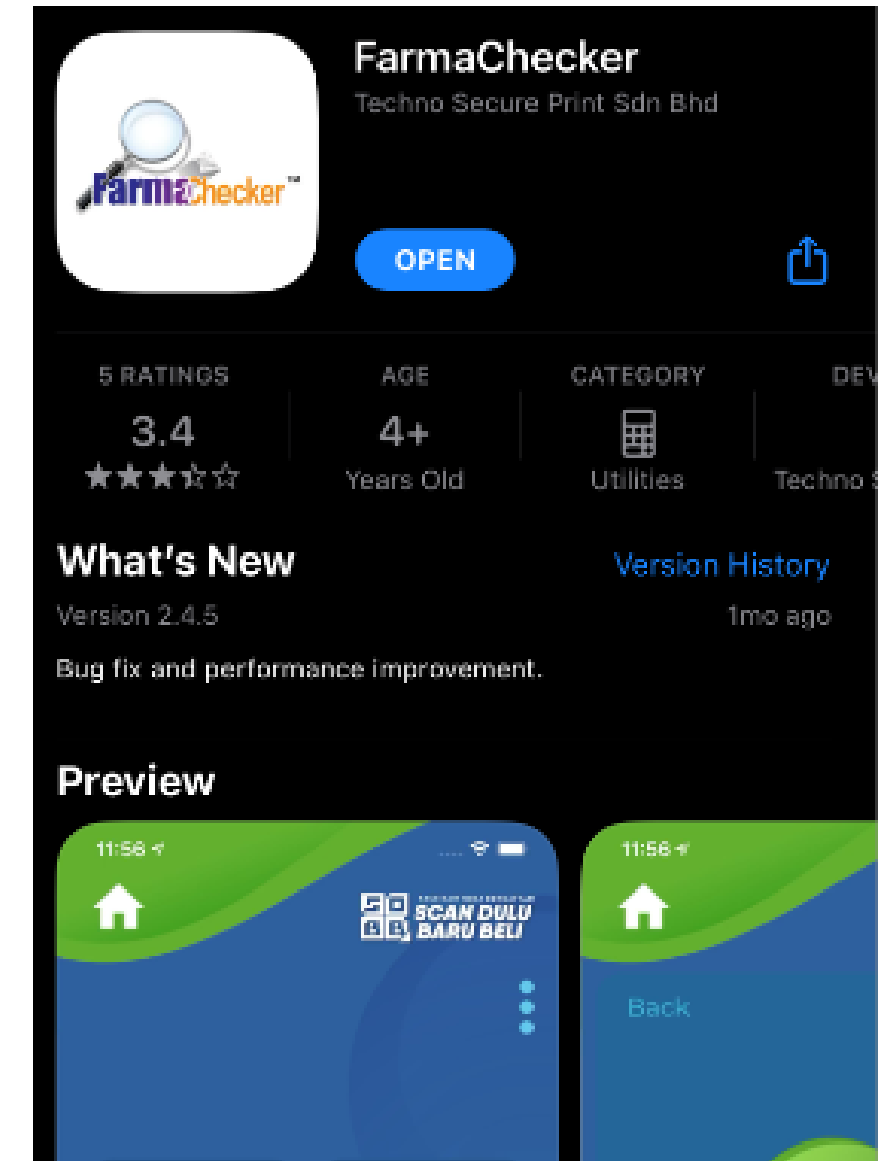 FarmaChecker
Techno Secure Print Sdn Bhd
FarmaChecker™
OPEN
5 RATINGS
3.4
AGE
4+
Years Old
CATEGORY
Utilities
DEV
Techno S
What's New
Version History
Version 2.4.5
1mo ago
Bug fix and performance improvement.
Preview
11:56
SCAN DULU
BARU BELI
11:56
Back